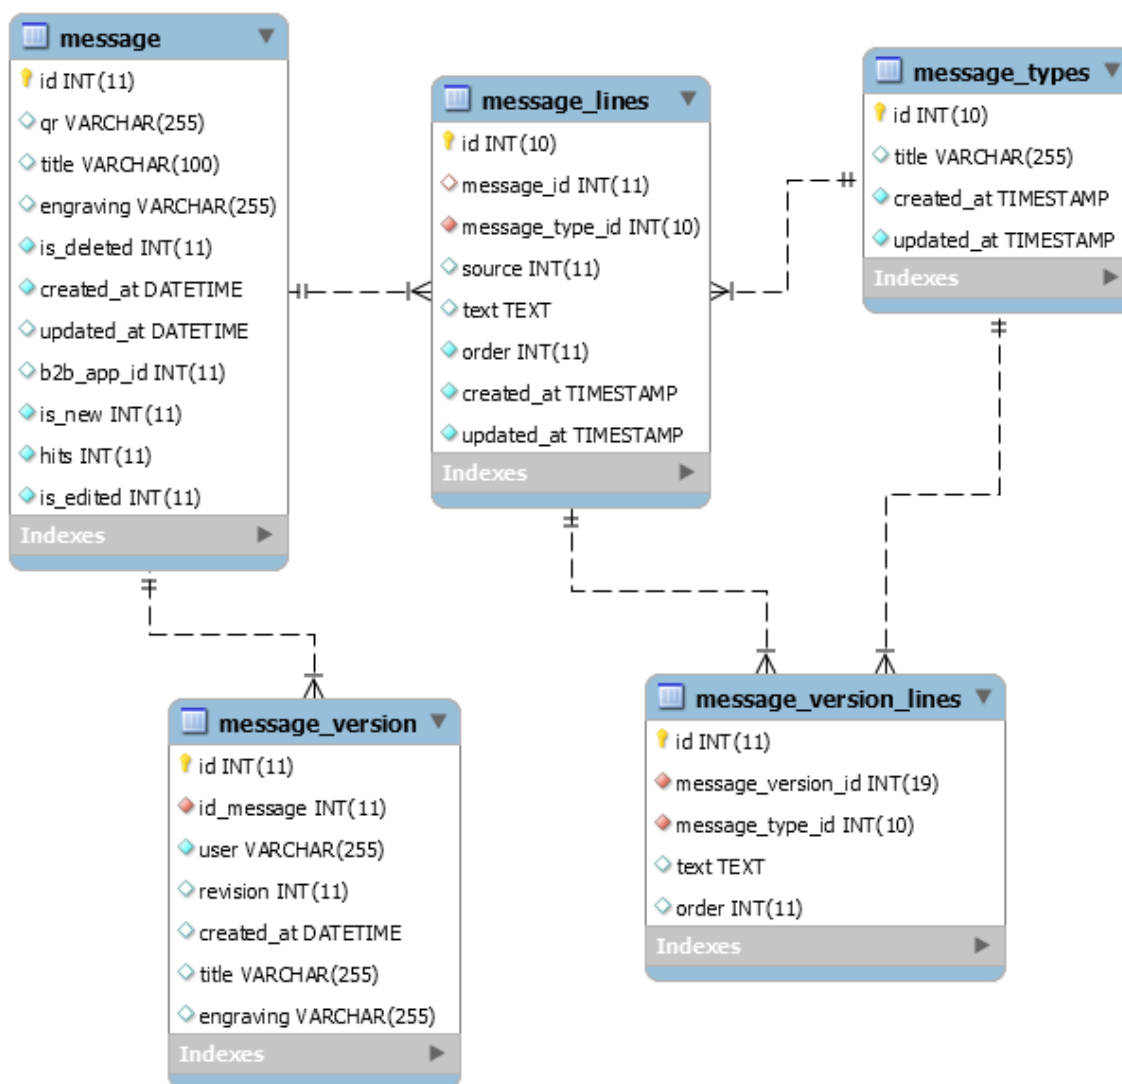 message
id INT(11)
qr VARCHAR(255)
title VARCHAR(100)
engraving VARCHAR(255)
is_deleted INT(11)
created_at DATETIME
updated_at DATETIME
b2b_app_id INT(11)
is_new INT(11)
hits INT(11)
is_edited INT(11)
Indexes
message_lines
id INT(10)
message_id INT(11)
message_type_id INT(10)
source INT(11)
text TEXT
order INT(11)
created_at TIMESTAMP
updated_at TIMESTAMP
Indexes
message_types
id INT(10)
title VARCHAR(255)
created_at TIMESTAMP
updated_at TIMESTAMP
Indexes
message_version
id INT(11)
id_message INT(11)
user VARCHAR(255)
revision INT(11)
created_at DATETIME
title VARCHAR(255)
engraving VARCHAR(255)
Indexes
message_version_lines
id INT(11)
message_version_id INT(19)
message_type_id INT(10)
text TEXT
order INT(11)
Indexes